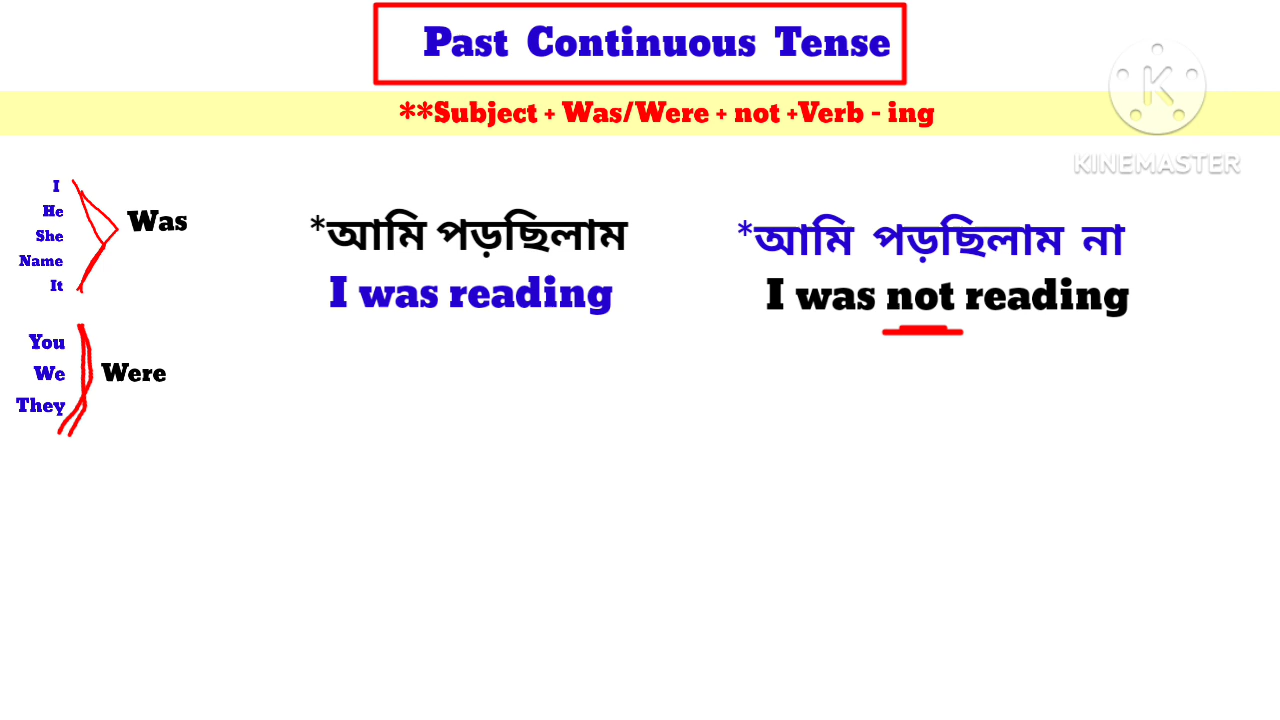 Past Continuous Tense
**Subject + Was/Were + not +Verb - ing
KINEMASTER
I
He
She
Name
It
Was
*আমি পড়ছিলাম
I was reading
*আমি পড়ছিলাম না
I was not reading
You
We
They
Were